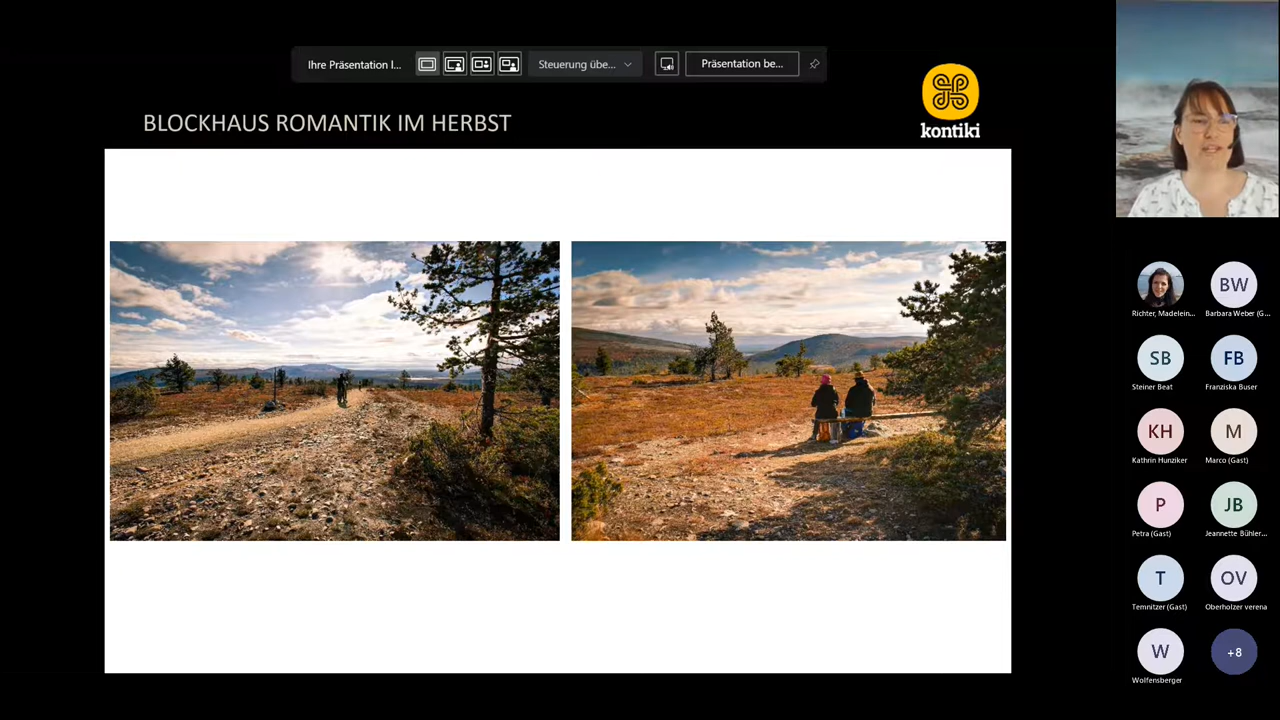 Ihre Präsentation I...
Steuerung übe...
Präsentation be...
kontiki
BLOCKHAUS ROMANTIK IM HERBST
Richter, Madelein...
BW
Barbara Weber (G...
SB
Steiner Beat
FB
Franziska Buser
KH
Kathrin Hunziker
M
Marco (Gast)
P
Petra (Gast)
JB
Jeannette Bühler...
T
Temnitzer (Gast)
OV
Oberholzer verena
W
Wolfensberger
+8